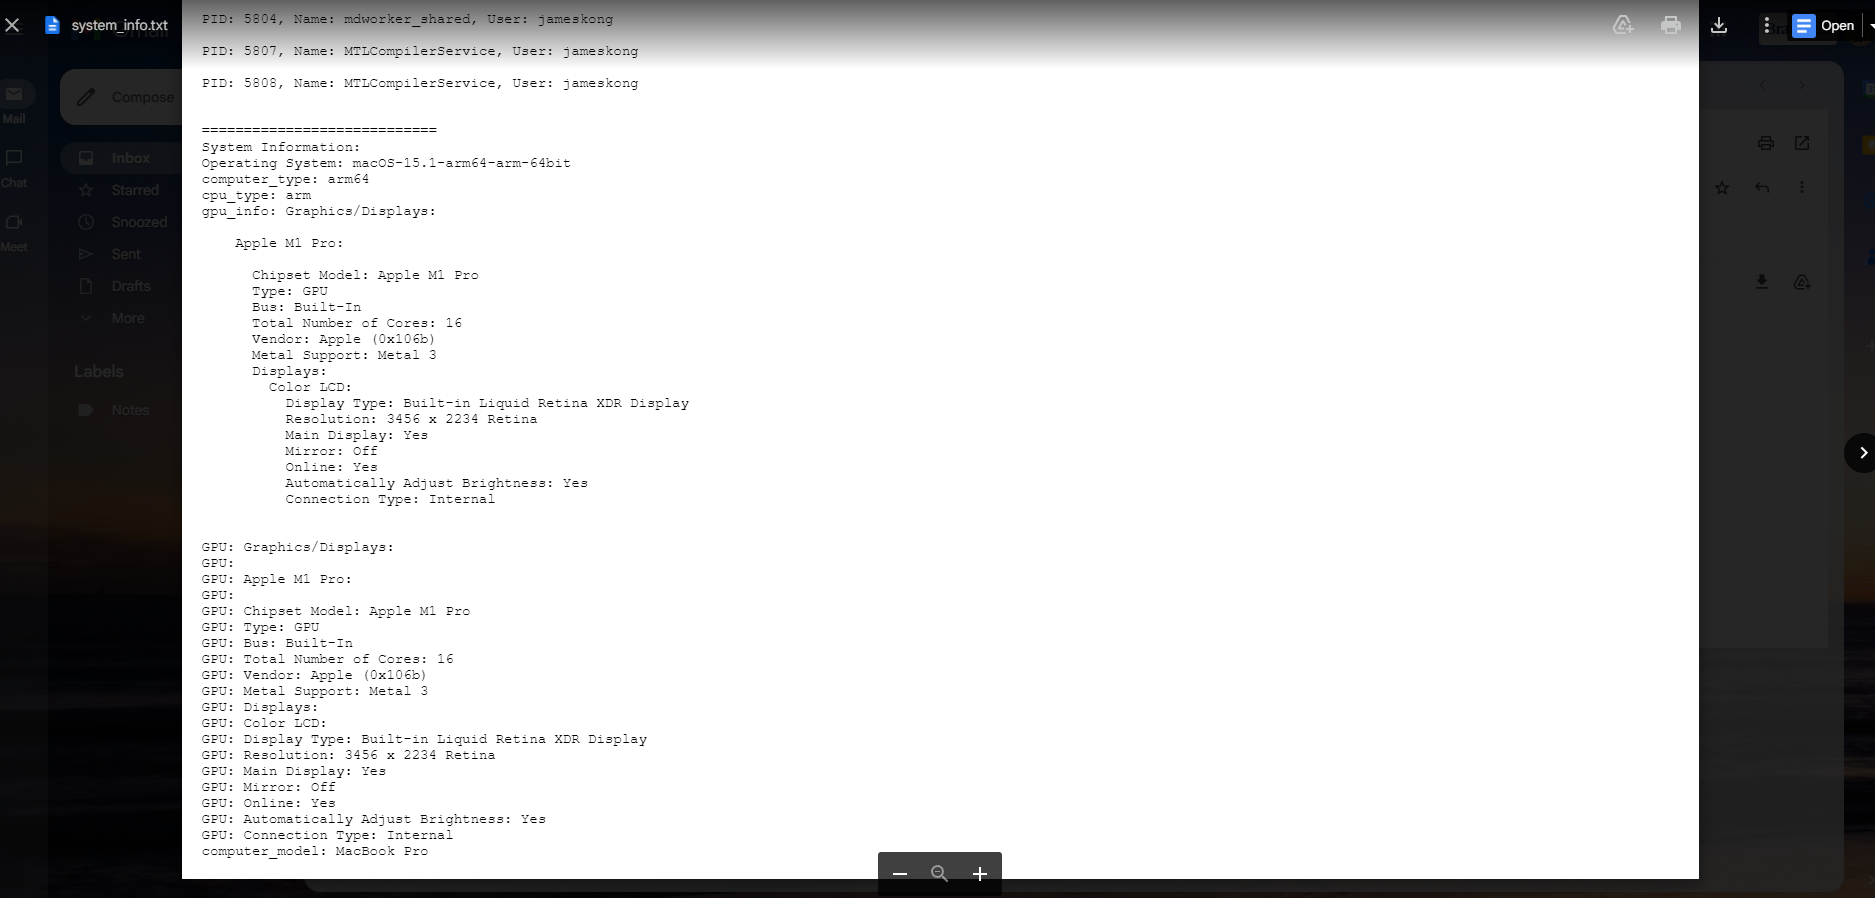 system_info.txt
Open
PID: 5804, Name: mdworker_shared, User: jameskong
PID: 5807, Name: MTLCompilerService, User: jameskong
PID: 5808, Name: MTLCompilerService, User: jameskong
============================
System Information:
Operating System: macOS-15.1-arm64-arm-64bit
computer_type: arm64
cpu_type: arm
gpu_info: Graphics/Displays:
Apple M1 Pro:
Chipset Model: Apple M1 Pro
Type: GPU
Bus: Built-In
Total Number of Cores: 16
Vendor: Apple (0x106b)
Metal Support: Metal 3
Displays:
Color LCD:
Display Type: Built-in Liquid Retina XDR Display
Resolution: 3456 x 2234 Retina
Main Display: Yes
Mirror: Off
Online: Yes
Automatically Adjust Brightness: Yes
Connection Type: Internal
GPU: Graphics/Displays:
GPU:
GPU: Apple M1 Pro:
GPU:
GPU: Chipset Model: Apple M1 Pro
GPU: Type: GPU
GPU: Bus: Built-In
GPU: Total Number of Cores: 16
GPU: Vendor: Apple (0x106b)
GPU: Metal Support: Metal 3
GPU: Displays:
GPU: Color LCD:
GPU: Display Type: Built-in Liquid Retina XDR Display
GPU: Resolution: 3456 x 2234 Retina
GPU: Main Display: Yes
GPU: Mirror: Off
GPU: Online: Yes
GPU: Automatically Adjust Brightness: Yes
GPU: Connection Type: Internal
computer_model: MacBook Pro
Mail
Chat
Meet
Compose
Inbox
Starred
Snoozed
Sent
Drafts
More
Labels
Notes